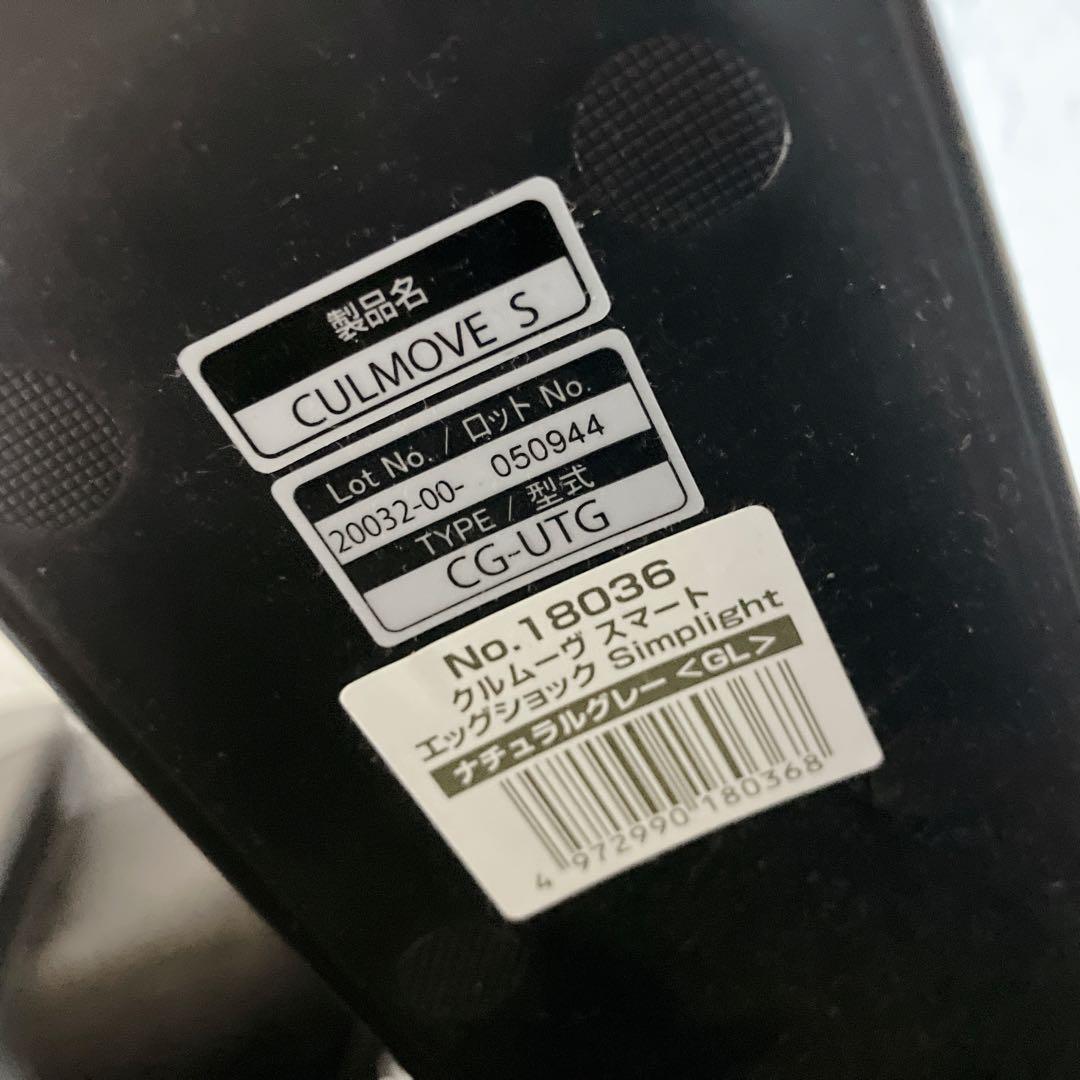 製品名
CULMOVE S
Lot No. / ロット No.
20032-00- 050944
TYPE / 型式
CG-UTG
No.18036
クルムーヴ スマート
エッグショック Simplight
ナチュラルグレー <GL>
4 972990 180368